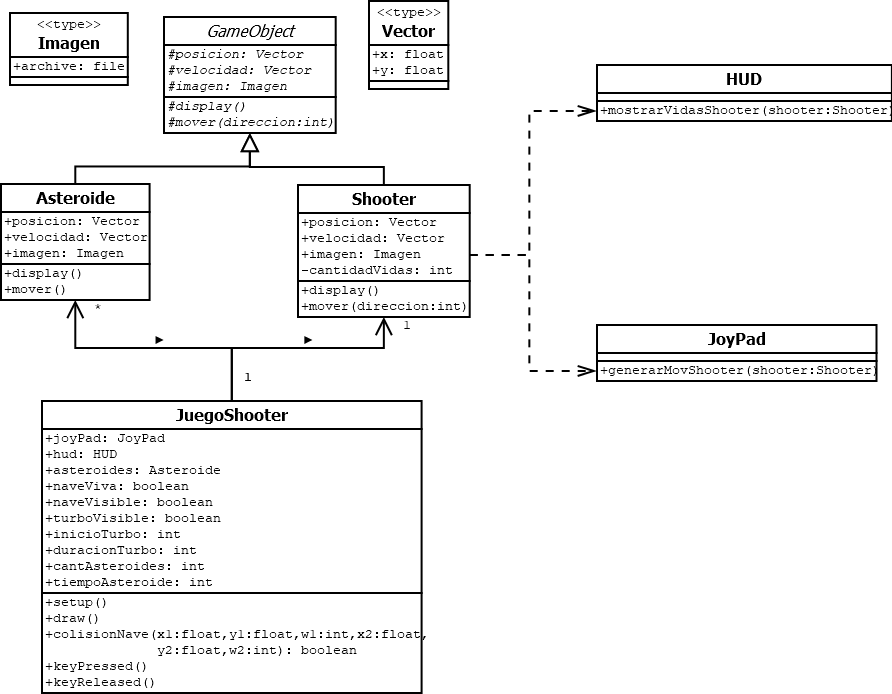 <<type>>
Imagen
+archive: file
GameObject
#posicion: Vector
#velocidad: Vector
#imagen: Imagen
#display()
#mover(direccion:int)
<<type>>
Vector
+x: float
+y: float
HUD
+mostrarVidasShooter(shooter:Shooter)
Asteroide
+posicion: Vector
+velocidad: Vector
+imagen: Imagen
+display()
+mover()
*
Shooter
+posicion: Vector
+velocidad: Vector
+imagen: Imagen
-cantidadVidas: int
+display()
+mover(direccion:int)
1
JoyPad
+generarMovShooter(shooter:Shooter)
1
JuegoShooter
+joyPad: JoyPad
+hud: HUD
+asteroides: Asteroide
+naveViva: boolean
+naveVisible: boolean
+turboVisible: boolean
+inicioTurbo: int
+duracionTurbo: int
+cantAsteroides: int
+tiempoAsteroide: int
+setup()
+draw()
+colisionNave(x1:float,y1:float,w1:int,x2:float,
y2:float,w2:int): boolean
+keyPressed()
+keyReleased()